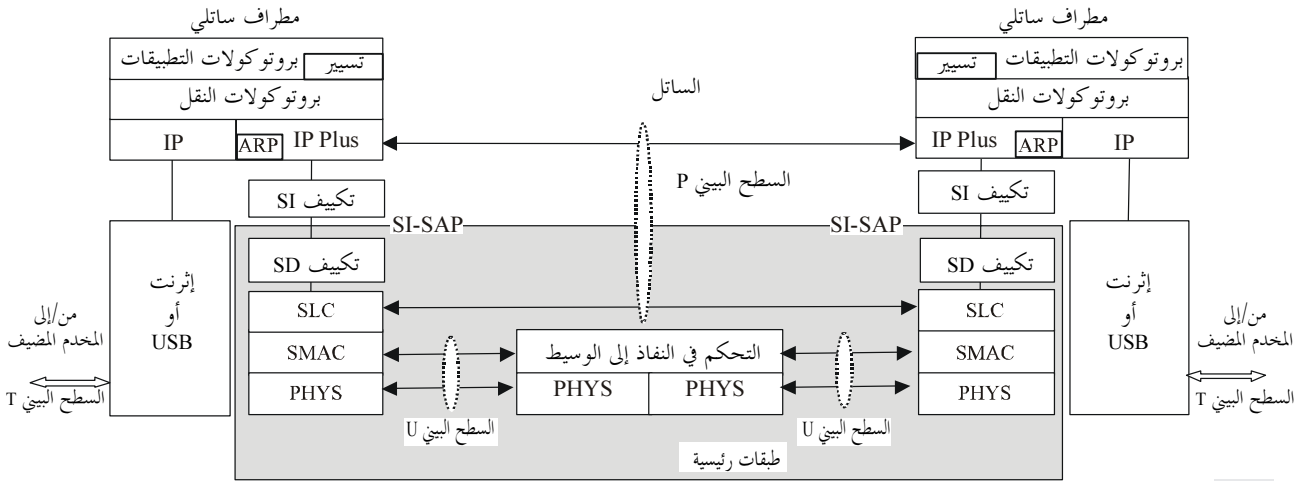 مطراف ساتلي
مطراف ساتلي
تسيير بروتوكولات التطبيقات
بروتوكولات التطبيقات تسيير
الساتل
بروتوكولات النقل
بروتوكولات النقل
IP ARP IP Plus
IP Plus ARP IP
السطح البيني P
تكييف SI
تكييف SI
SI-SAP
SI-SAP
تكييف SD
تكييف SD
إثرنت
أو
USB
إثرنت
أو
USB
من/إلى
المخدم المضيف
من/إلى
المخدم المضيف
SLC
SLC
SMAC
التحكم في النفاذ إلى الوسيط
SMAC
PHYS
PHYS PHYS
PHYS
السطح البيني T
السطح البيني T
السطح البيني U
السطح البيني U
طبقات رئيسية